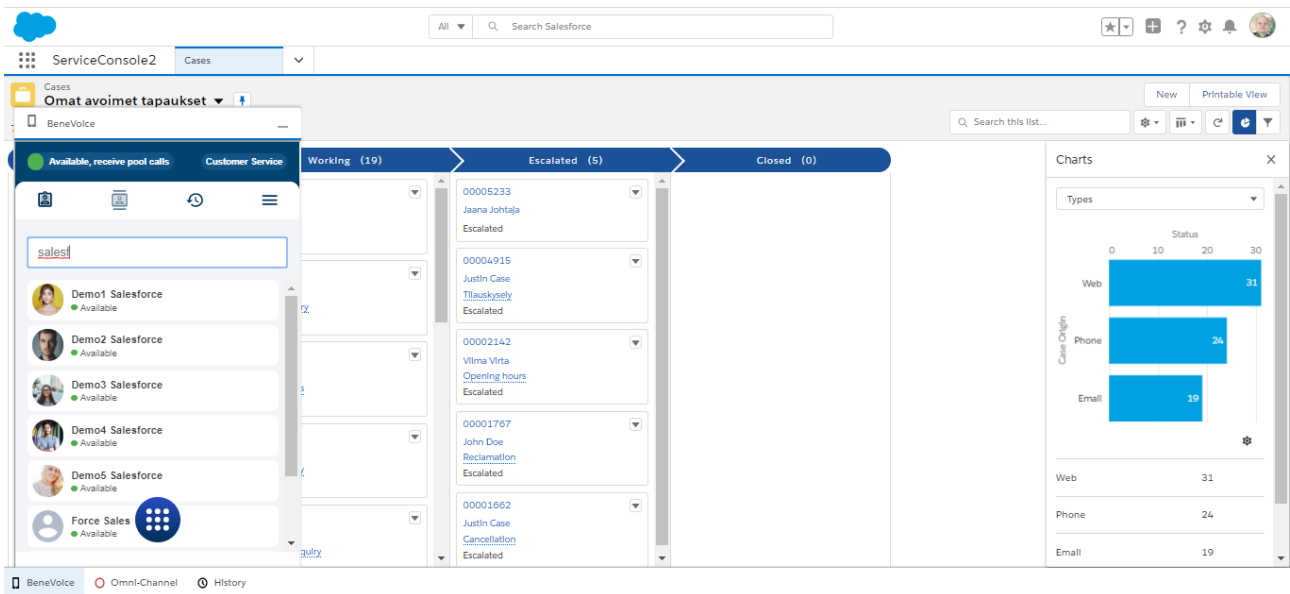 All
Search Salesforce
ServiceConsole2
Cases
Cases
Omat avoimet tapaukset
New
Printable View
BeneVoice
Search this list...
Available, receive pool calls
Customer Service
Working (19)
Escalated (5)
Closed (0)
Charts
salesf
Demo1 Salesforce
Available
Demo2 Salesforce
Available
Demo3 Salesforce
Available
Demo4 Salesforce
Available
Demo5 Salesforce
Available
Force Sales
Available
quiry
00005233
Jaana Johtaja
Escalated
00004915
Justin Case
Tilauskysely
Escalated
00002142
Vilma Virta
Opening hours
Escalated
00001767
John Doe
Reclamation
Escalated
00001662
Justin Case
Cancellation
Escalated
Types
Status
0 10 20 30
Case Origin
Web 31
Phone 24
Email 19
Web 31
Phone 24
Email 19
BeneVoice
Omni-Channel
History